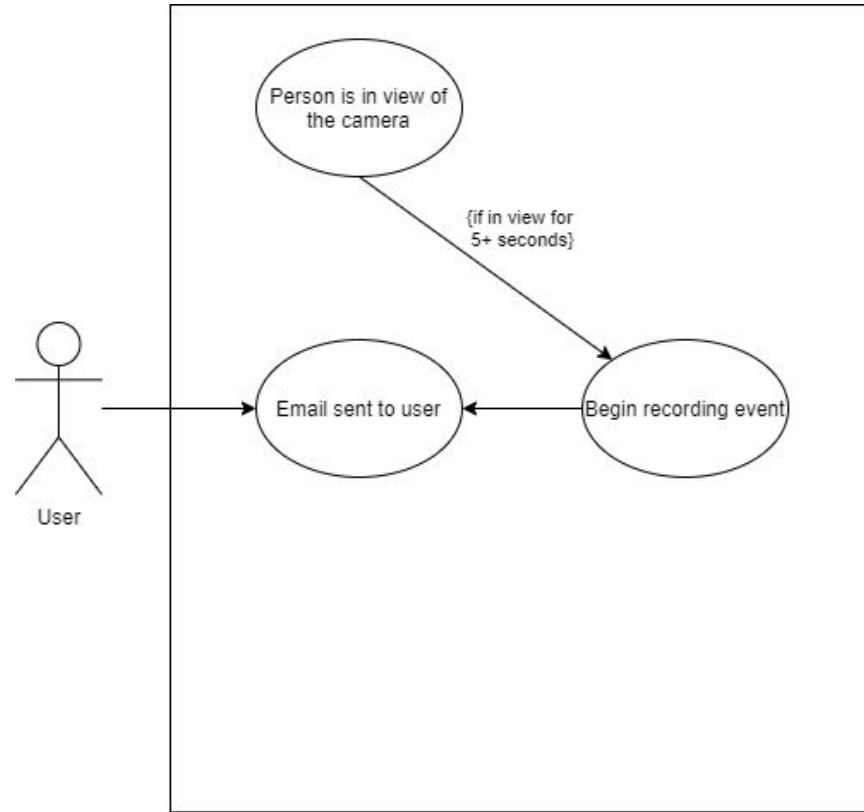 Person is in view of
the camera
{if in view for
5+ seconds}
Email sent to user
Begin recording event
User